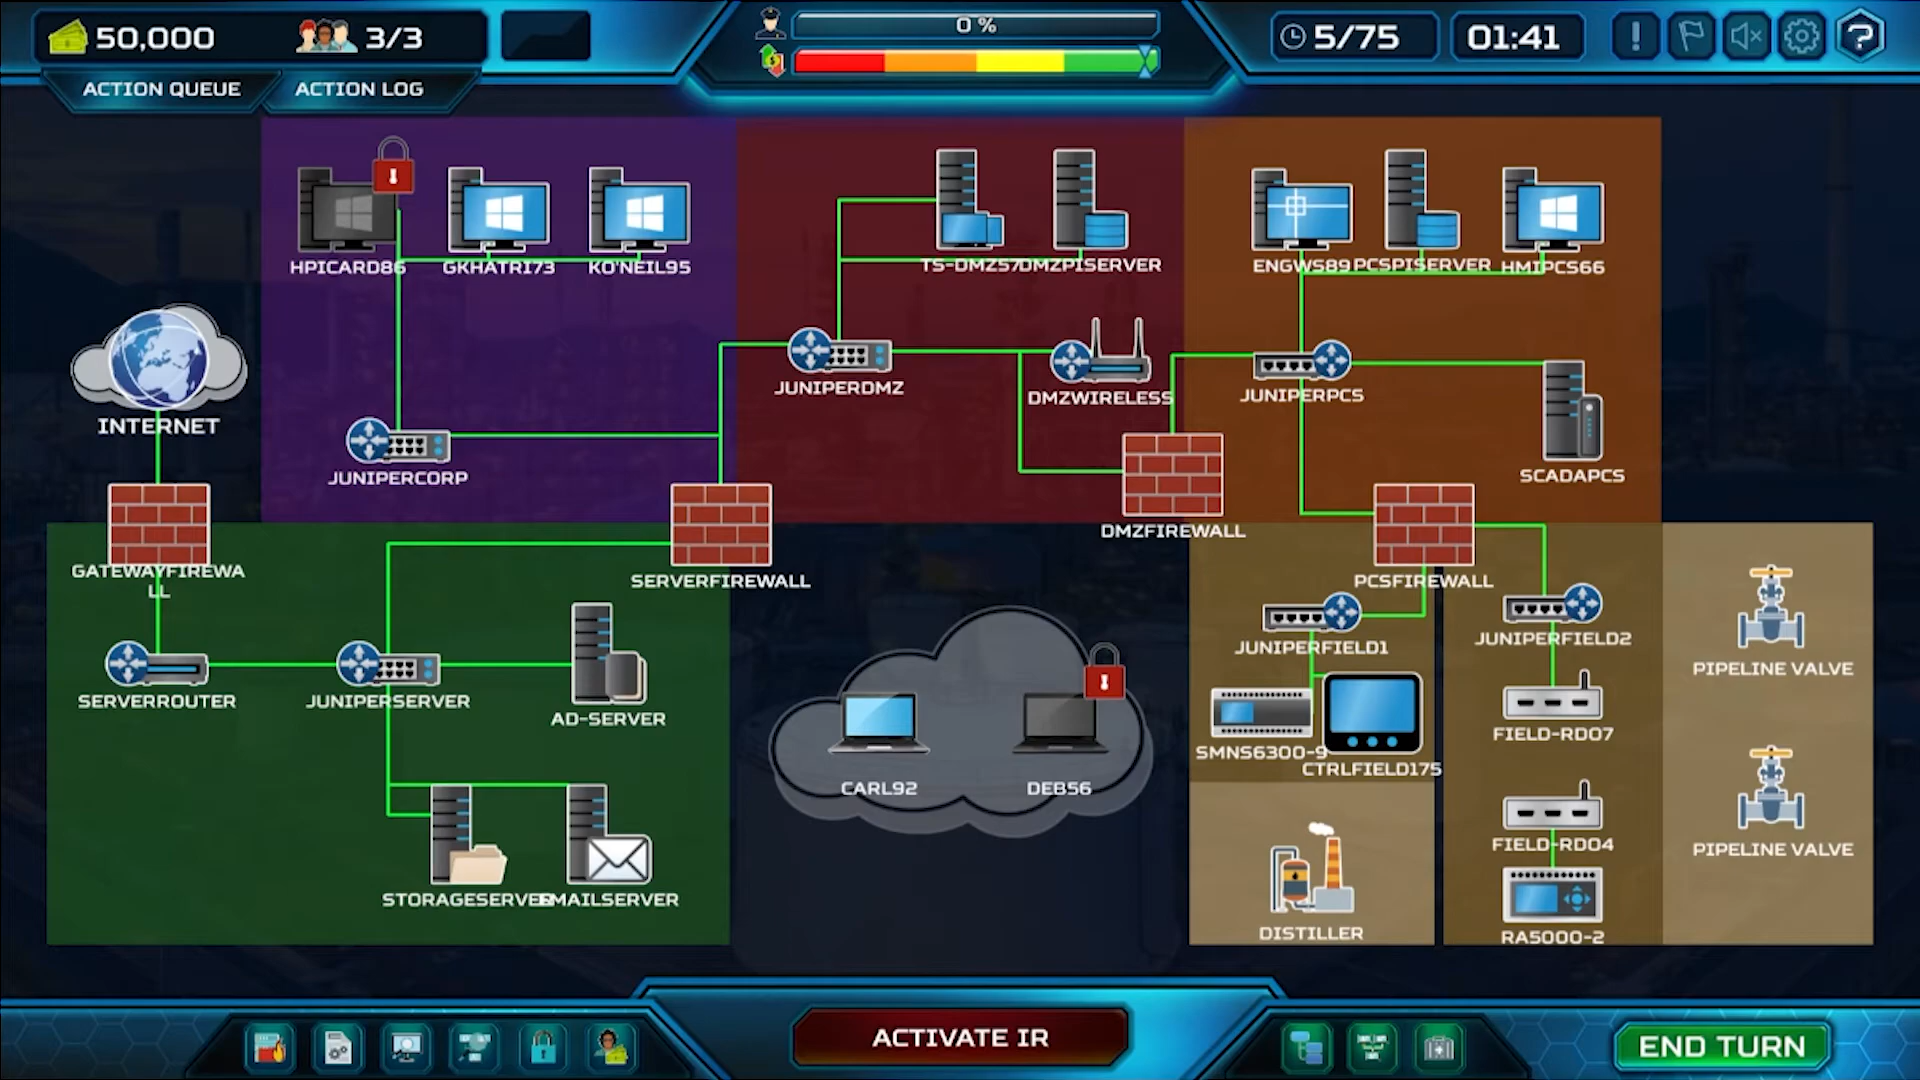 50,000
3/3
0 %
5/75
01:41
ACTION QUEUE
ACTION LOG
HPICARD86
GKHATRI73
KO'NEIL95
TS-DMZ57
DMZPISERVER
ENGWS89
PCSPISERVER
HMIPCS66
JUNIPERDMZ
DMZWIRELESS
JUNIPERPCS
INTERNET
JUNIPERCORP
SCADAPCS
DMZFIREWALL
GATEWAYFIREWA
LL
SERVERFIREWALL
PCSFIREWALL
JUNIPERFIELD1
JUNIPERFIELD2
PIPELINE VALVE
SERVERROUTER
JUNIPERSERVER
AD-SERVER
FIELD-RD07
SMNS6300-9
CTRLFIELD175
CARL92
DEB56
FIELD-RD04
PIPELINE VALVE
STORAGESERVER
EMAILSERVER
DISTILLER
RA5000-2
ACTIVATE IR
END TURN